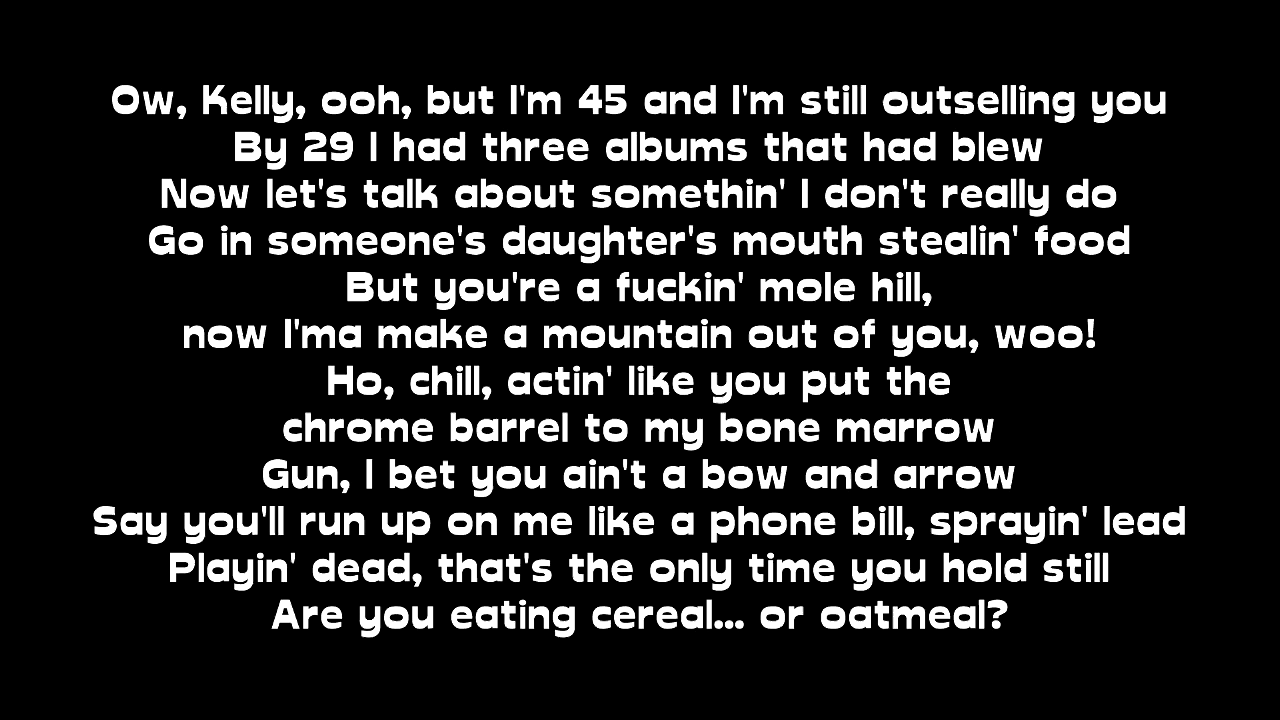 Ow, Kelly, ooh, but I'm 45 and I'm still outselling you
By 29 I had three albums that had blew
Now let's talk about somethin' I don't really do
Go in someone's daughter's mouth stealin' food
But you're a fuckin' mole hill,
now I'ma make a mountain out of you, woo!
Ho, chill, actin' like you put the
chrome barrel to my bone marrow
Gun, I bet you ain't a bow and arrow
Say you'll run up on me like a phone bill, sprayin' lead
Playin' dead, that's the only time you hold still
Are you eating cereal... or oatmeal?